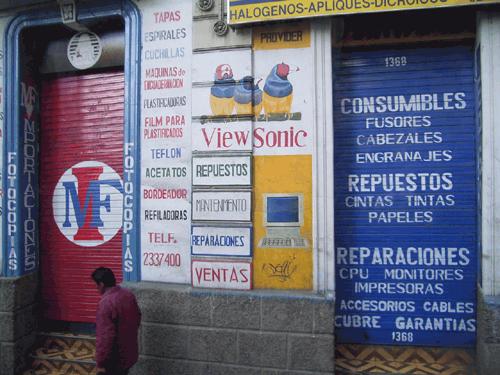 HALOGENOS-APLIQUES-DICROICOS
MF
IMPORTACIONES
FOTOCOPIAS
MF
FOTOCOPIAS
TAPAS
ESPIRALES
CUCHILLAS
MAQUINAS de
ENCUADERNACION
PLASTIFICADORAS
FILM PARA
PLASTIFICADOS
TEFLON
ACETATOS
BORDEADOR
REFILADORAS
TELF.
2337400
PROVIDER
ViewSonic
REPUESTOS
MANTENIMIENTO
REPARACIONES
VENTAS
1368
CONSUMIBLES
FUSORES
CABEZALES
ENGRANAJES
REPUESTOS
CINTAS TINTAS
PAPELES
REPARACIONES
CPU MONITORES
IMPRESORAS
ACCESORIOS CABLES
CUBRE GARANTIAS
1368